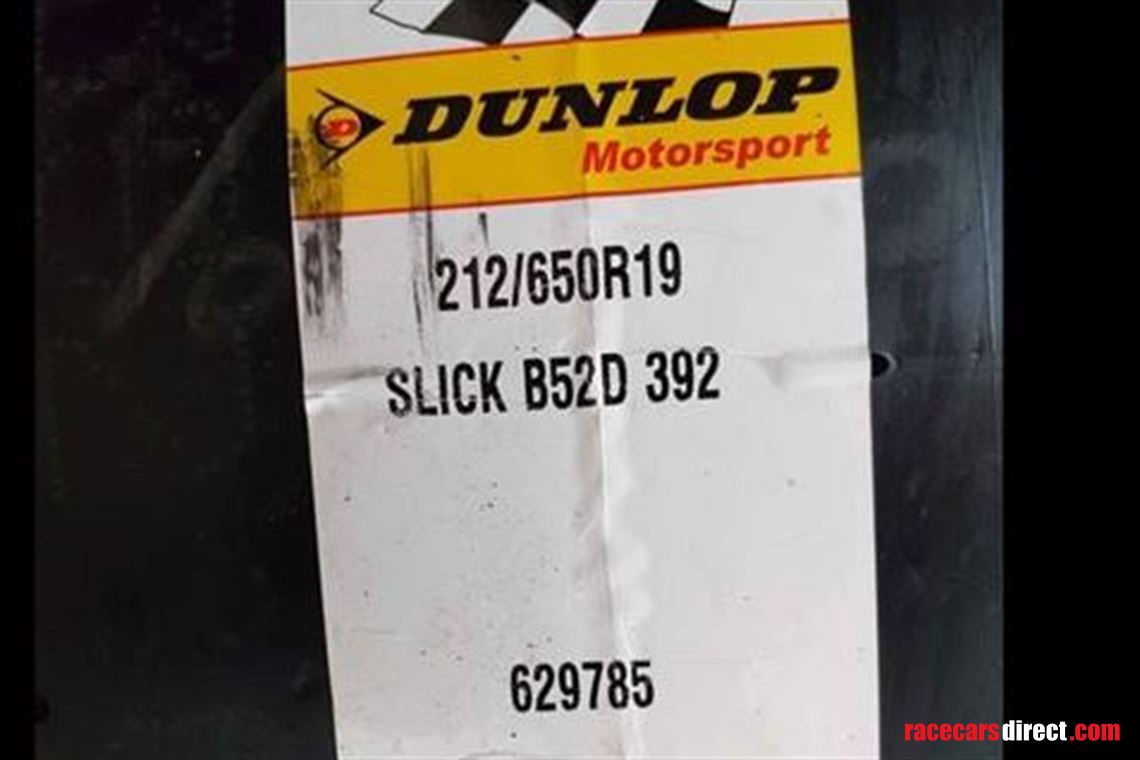 D DUNLOP
Motorsport
212/650R19
SLICK B52D 392
629785
racecarsdirect.com